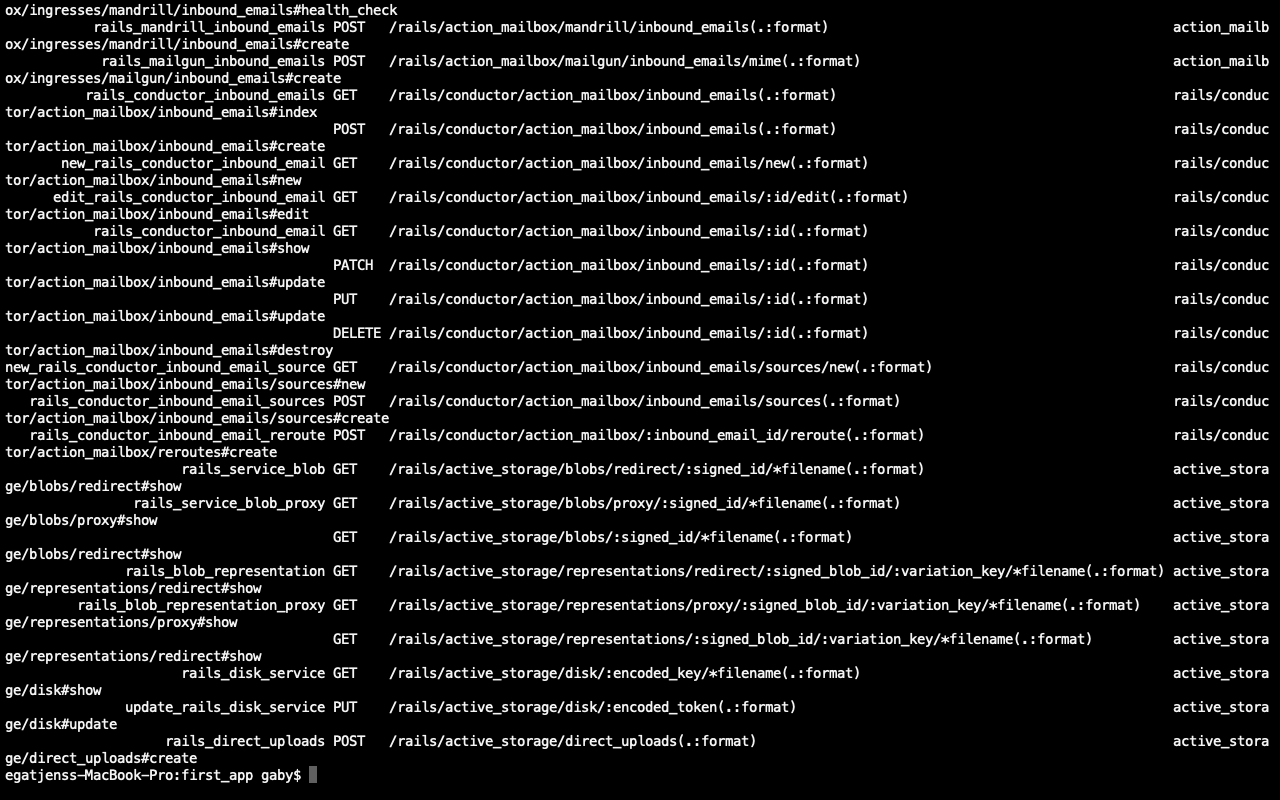 ox/ingresses/mandrill/inbound_emails#health_check
rails_mandrill_inbound_emails POST /rails/action_mailbox/mandrill/inbound_emails(.:format) action_mailb
ox/ingresses/mandrill/inbound_emails#create
rails_mailgun_inbound_emails POST /rails/action_mailbox/mailgun/inbound_emails/mime(.:format) action_mailb
ox/ingresses/mailgun/inbound_emails#create
rails_conductor_inbound_emails GET /rails/conductor/action_mailbox/inbound_emails(.:format) rails/conduc
tor/action_mailbox/inbound_emails#index
POST /rails/conductor/action_mailbox/inbound_emails(.:format) rails/conduc
tor/action_mailbox/inbound_emails#create
new_rails_conductor_inbound_email GET /rails/conductor/action_mailbox/inbound_emails/new(.:format) rails/conduc
tor/action_mailbox/inbound_emails#new
edit_rails_conductor_inbound_email GET /rails/conductor/action_mailbox/inbound_emails/:id/edit(.:format) rails/conduc
tor/action_mailbox/inbound_emails#edit
rails_conductor_inbound_email GET /rails/conductor/action_mailbox/inbound_emails/:id(.:format) rails/conduc
tor/action_mailbox/inbound_emails#show
PATCH /rails/conductor/action_mailbox/inbound_emails/:id(.:format) rails/conduc
tor/action_mailbox/inbound_emails#update
PUT /rails/conductor/action_mailbox/inbound_emails/:id(.:format) rails/conduc
tor/action_mailbox/inbound_emails#update
DELETE /rails/conductor/action_mailbox/inbound_emails/:id(.:format) rails/conduc
tor/action_mailbox/inbound_emails#destroy
new_rails_conductor_inbound_email_source GET /rails/conductor/action_mailbox/inbound_emails/sources/new(.:format) rails/conduc
tor/action_mailbox/inbound_emails/sources#new
rails_conductor_inbound_email_sources POST /rails/conductor/action_mailbox/inbound_emails/sources(.:format) rails/conduc
tor/action_mailbox/inbound_emails/sources#create
rails_conductor_inbound_email_reroute POST /rails/conductor/action_mailbox/:inbound_email_id/reroute(.:format) rails/conduc
tor/action_mailbox/reroutes#create
rails_service_blob GET /rails/active_storage/blobs/redirect/:signed_id/*filename(.:format) active_stora
ge/blobs/redirect#show
rails_service_blob_proxy GET /rails/active_storage/blobs/proxy/:signed_id/*filename(.:format) active_stora
ge/blobs/proxy#show
GET /rails/active_storage/blobs/:signed_id/*filename(.:format) active_stora
ge/blobs/redirect#show
rails_blob_representation GET /rails/active_storage/representations/redirect/:signed_blob_id/:variation_key/*filename(.:format) active_stora
ge/representations/redirect#show
rails_blob_representation_proxy GET /rails/active_storage/representations/proxy/:signed_blob_id/:variation_key/*filename(.:format) active_stora
ge/representations/proxy#show
GET /rails/active_storage/representations/:signed_blob_id/:variation_key/*filename(.:format) active_stora
ge/representations/redirect#show
rails_disk_service GET /rails/active_storage/disk/:encoded_key/*filename(.:format) active_stora
ge/disk#show
update_rails_disk_service PUT /rails/active_storage/disk/:encoded_token(.:format) active_stora
ge/disk#update
rails_direct_uploads POST /rails/active_storage/direct_uploads(.:format) active_stora
ge/direct_uploads#create
egatjenss-MacBook-Pro:first_app gaby$